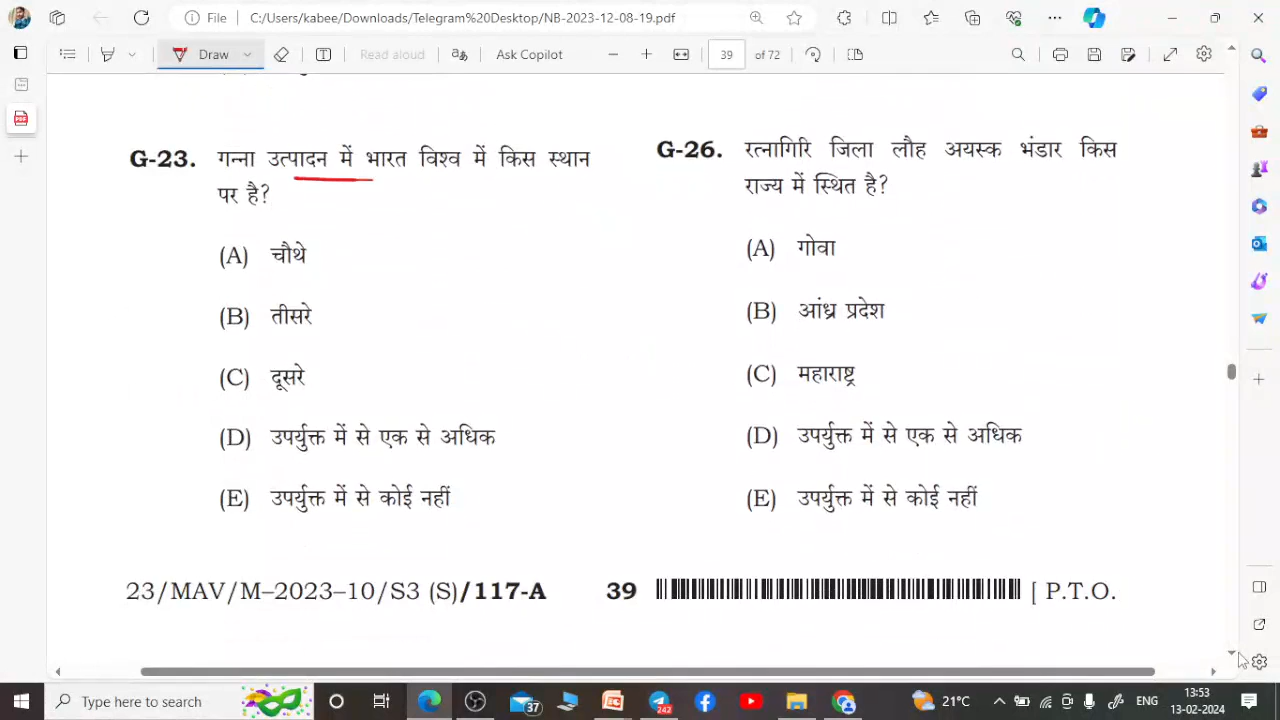 File
C:/Users/kabee/Downloads/Telegram%20Desktop/NB-2023-12-08-19.pdf
Draw
Read aloud
Ask Copilot
39 of 72
G-23. गन्ना उत्पादन में भारत विश्व में किस स्थान
पर है?
(A) चौथे
(B) तीसरे
(C) दूसरे
(D) उपर्युक्त में से एक से अधिक
(E) उपर्युक्त में से कोई नहीं
G-26. रत्नागिरि जिला लौह अयस्क भंडार किस
राज्य में स्थित है?
(A) गोवा
(B) आंध्र प्रदेश
(C) महाराष्ट्र
(D) उपर्युक्त में से एक से अधिक
(E) उपर्युक्त में से कोई नहीं
23/MAV/M–2023–10/S3 (S)/117-A 39 [ P.T.O.
Type here to search
37
242
21°C
ENG
13:53
13-02-2024